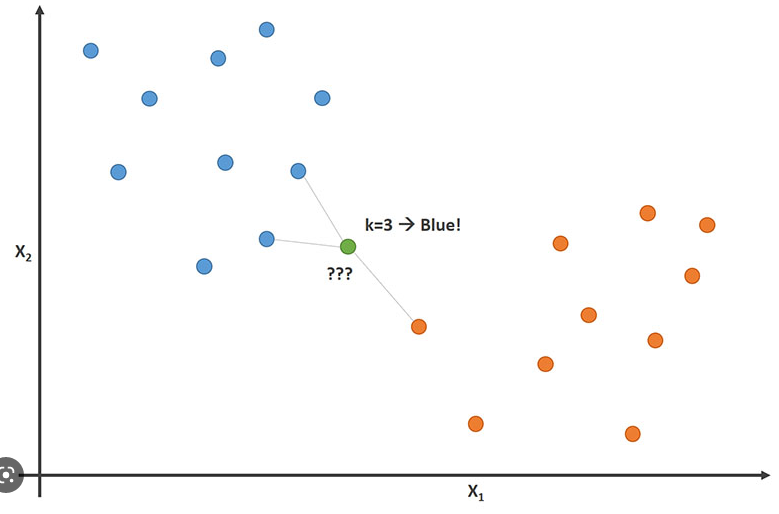 k=3 → Blue!
X₂
???
X₁